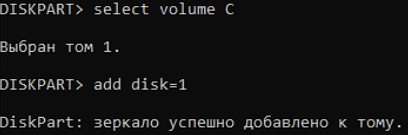 DISKPART> select volume C
Выбран том 1.
DISKPART> add disk=1
DiskPart: зеркало успешно добавлено к тому.